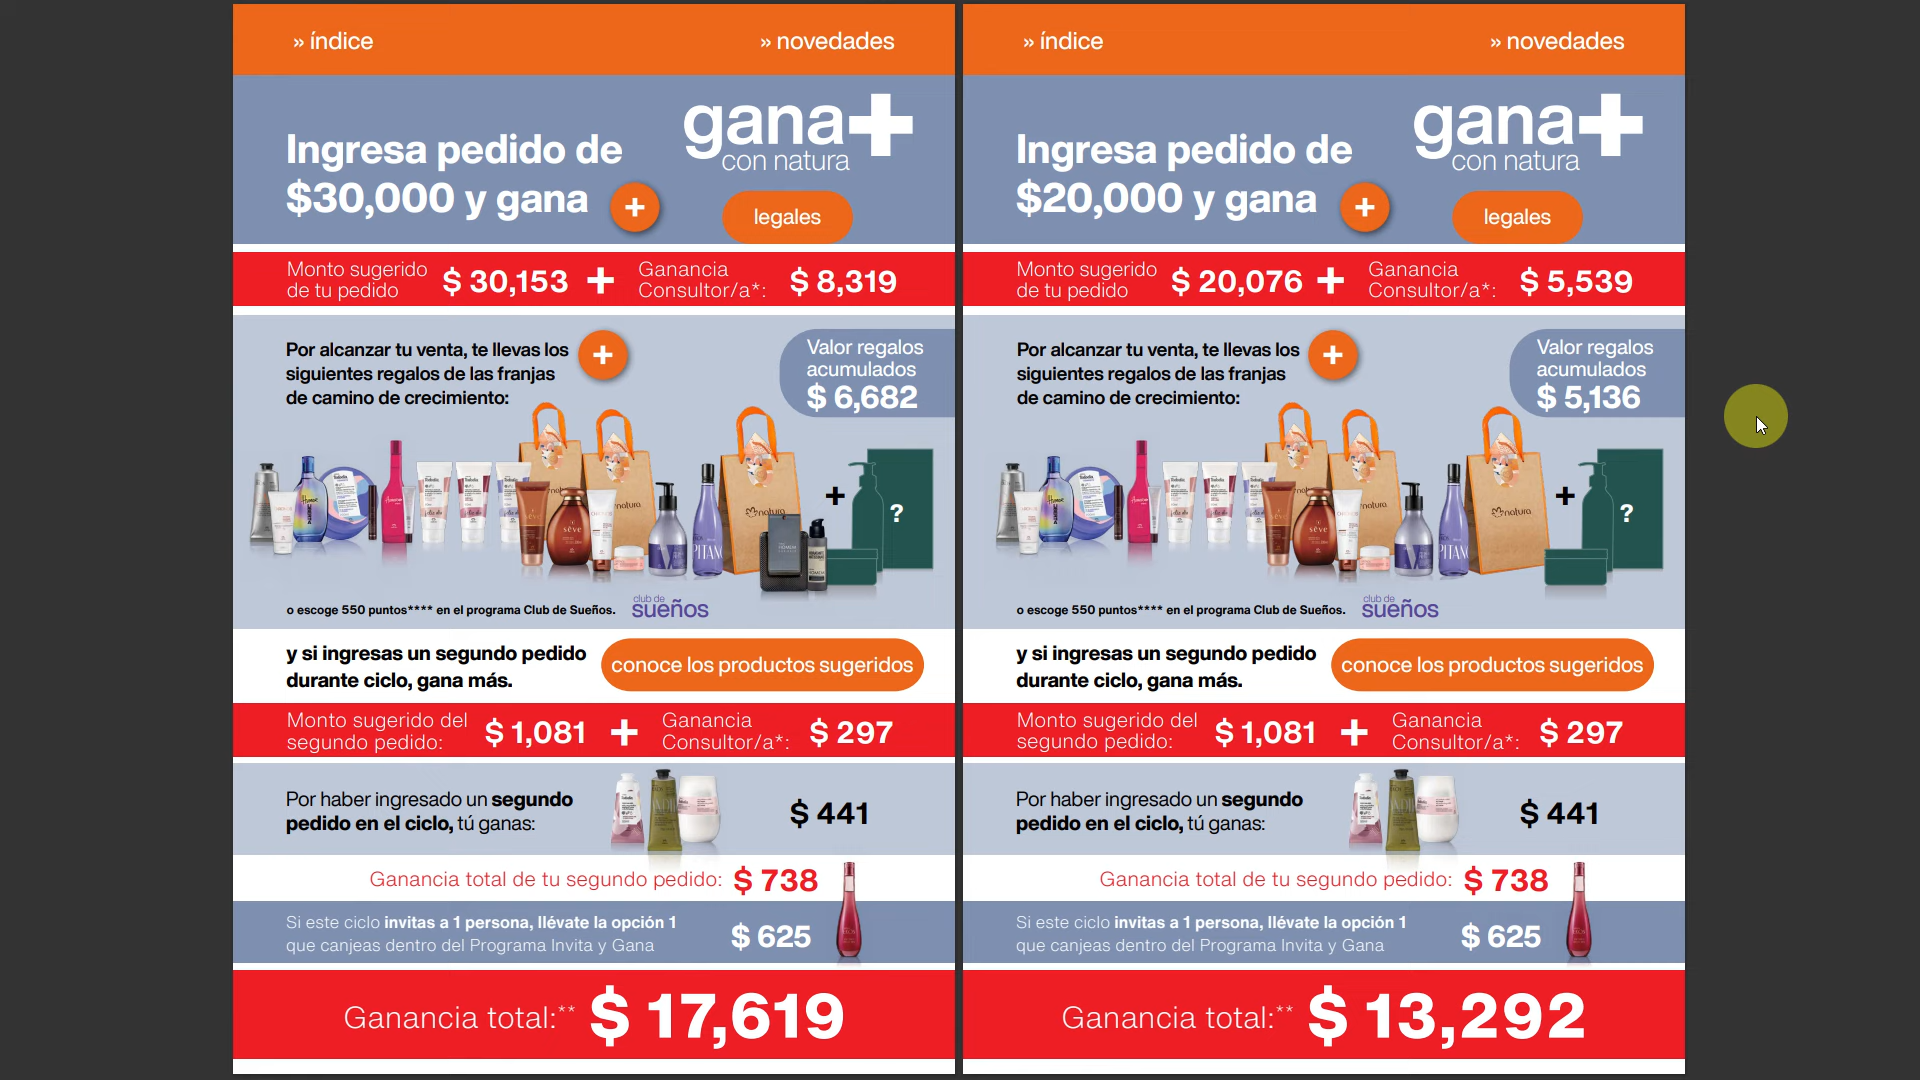 » índice
» novedades
Ingresa pedido de
$30,000 y gana +
gana+
con natura
legales
Monto sugerido
de tu pedido
$ 30,153 +
Ganancia
Consultor/a*:
$ 8,319
Por alcanzar tu venta, te llevas los
siguientes regalos de las franjas
de camino de crecimiento:
+
Valor regalos
acumulados
$ 6,682
natura
natura
sève
+
?
o escoge 550 puntos**** en el programa Club de Sueños.
club de
sueños
y si ingresas un segundo pedido
durante ciclo, gana más.
conoce los productos sugeridos
Monto sugerido del
segundo pedido:
$ 1,081 +
Ganancia
Consultor/a*:
$ 297
Por haber ingresado un segundo
pedido en el ciclo, tú ganas:
$ 441
Ganancia total de tu segundo pedido: $ 738
Si este ciclo invitas a 1 persona, llévate la opción 1
que canjeas dentro del Programa Invita y Gana
$ 625
Ganancia total:** $ 17,619
» índice
» novedades
Ingresa pedido de
$20,000 y gana +
gana+
con natura
legales
Monto sugerido
de tu pedido
$ 20,076 +
Ganancia
Consultor/a*:
$ 5,539
Por alcanzar tu venta, te llevas los
siguientes regalos de las franjas
de camino de crecimiento:
+
Valor regalos
acumulados
$ 5,136
natura
natura
sève
+
?
o escoge 550 puntos**** en el programa Club de Sueños.
club de
sueños
y si ingresas un segundo pedido
durante ciclo, gana más.
conoce los productos sugeridos
Monto sugerido del
segundo pedido:
$ 1,081 +
Ganancia
Consultor/a*:
$ 297
Por haber ingresado un segundo
pedido en el ciclo, tú ganas:
$ 441
Ganancia total de tu segundo pedido: $ 738
Si este ciclo invitas a 1 persona, llévate la opción 1
que canjeas dentro del Programa Invita y Gana
$ 625
Ganancia total:** $ 13,292